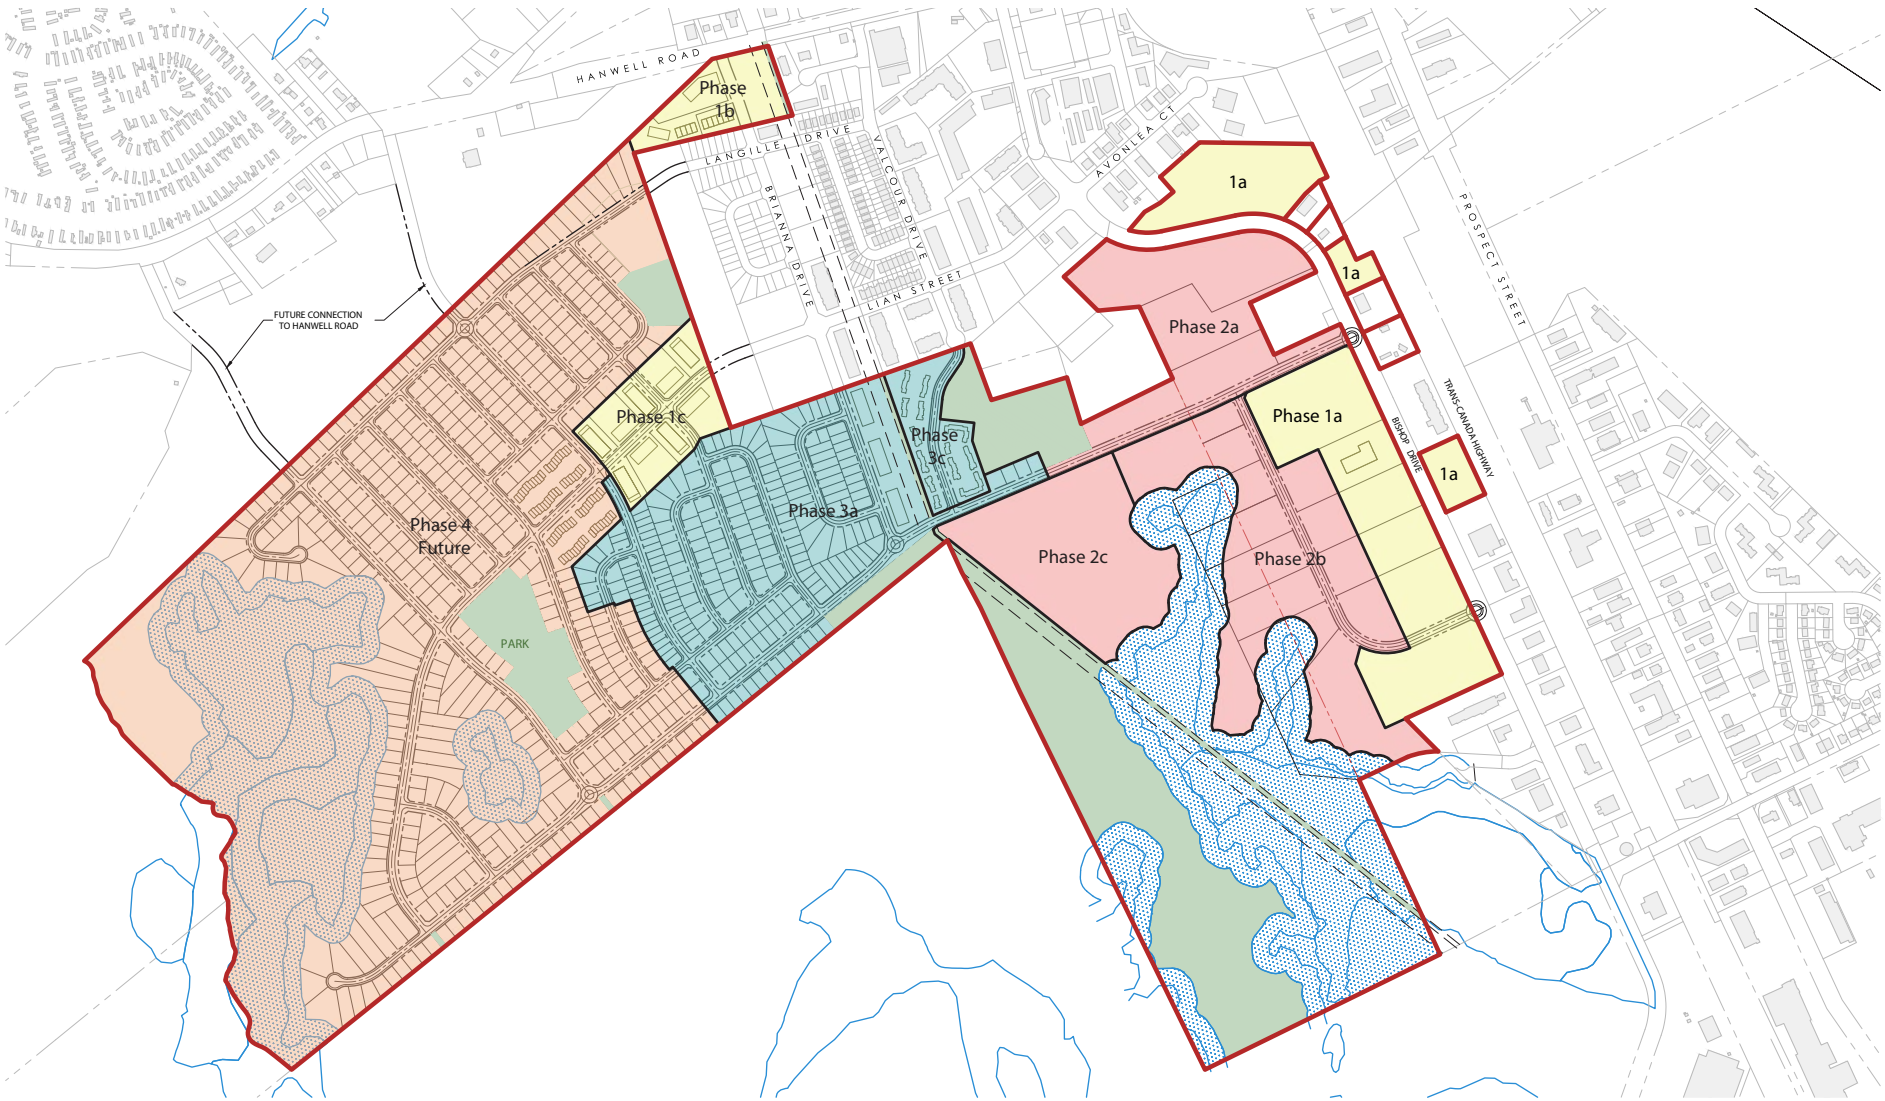 HANWELL ROAD
Phase
1b
LANGILLE DRIVE
VALCOUR DRIVE
AVONLEA CT
BRIANNA DRIVE
LIAN STREET
1a
PROSPECT STREET
1a
FUTURE CONNECTION
TO HANWELL ROAD
Phase 2a
Phase 1c
Phase 1a
TRANS-CANADA HIGHWAY
BISHOP DRIVE
Phase
3c
1a
Phase 3a
Phase 4
Future
Phase 2c
Phase 2b
PARK